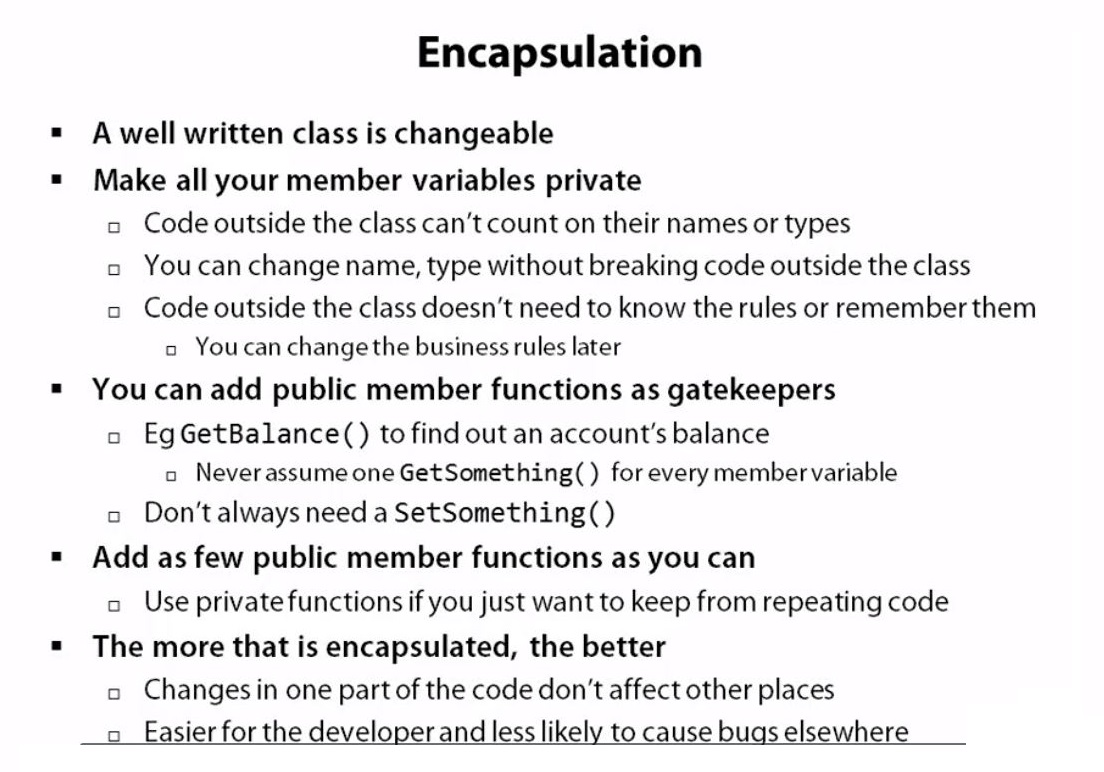 Encapsulation
▪ A well written class is changeable
▪ Make all your member variables private
▫ Code outside the class can't count on their names or types
▫ You can change name, type without breaking code outside the class
▫ Code outside the class doesn't need to know the rules or remember them
▫ You can change the business rules later
▪ You can add public member functions as gatekeepers
▫ Eg GetBalance() to find out an account's balance
▫ Never assume one GetSomething() for every member variable
▫ Don't always need a SetSomething()
▪ Add as few public member functions as you can
▫ Use private functions if you just want to keep from repeating code
▪ The more that is encapsulated, the better
▫ Changes in one part of the code don't affect other places
▫ Easier for the developer and less likely to cause bugs elsewhere